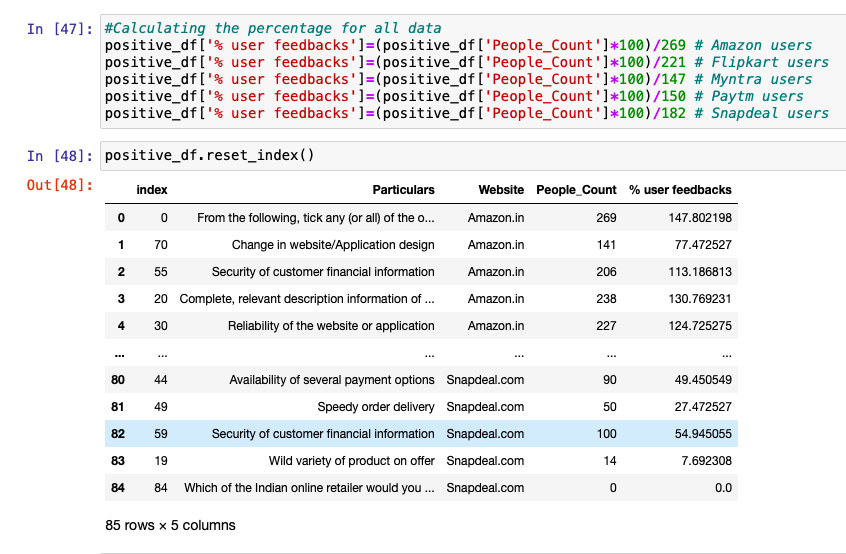 In [47]: #Calculating the percentage for all data
positive_df['% user feedbacks']=(positive_df['People_Count']*100)/269 # Amazon users
positive_df['% user feedbacks']=(positive_df['People_Count']*100)/221 # Flipkart users
positive_df['% user feedbacks']=(positive_df['People_Count']*100)/147 # Myntra users
positive_df['% user feedbacks']=(positive_df['People_Count']*100)/150 # Paytm users
positive_df['% user feedbacks']=(positive_df['People_Count']*100)/182 # Snapdeal users
In [48]: positive_df.reset_index()
Out[48]:
index Particulars Website People_Count % user feedbacks
0 0 From the following, tick any (or all) of the o... Amazon.in 269 147.802198
1 70 Change in website/Application design Amazon.in 141 77.472527
2 55 Security of customer financial information Amazon.in 206 113.186813
3 20 Complete, relevant description information of ... Amazon.in 238 130.769231
4 30 Reliability of the website or application Amazon.in 227 124.725275
... ... ... ... ... ...
80 44 Availability of several payment options Snapdeal.com 90 49.450549
81 49 Speedy order delivery Snapdeal.com 50 27.472527
82 59 Security of customer financial information Snapdeal.com 100 54.945055
83 19 Wild variety of product on offer Snapdeal.com 14 7.692308
84 84 Which of the Indian online retailer would you ... Snapdeal.com 0 0.0
85 rows × 5 columns